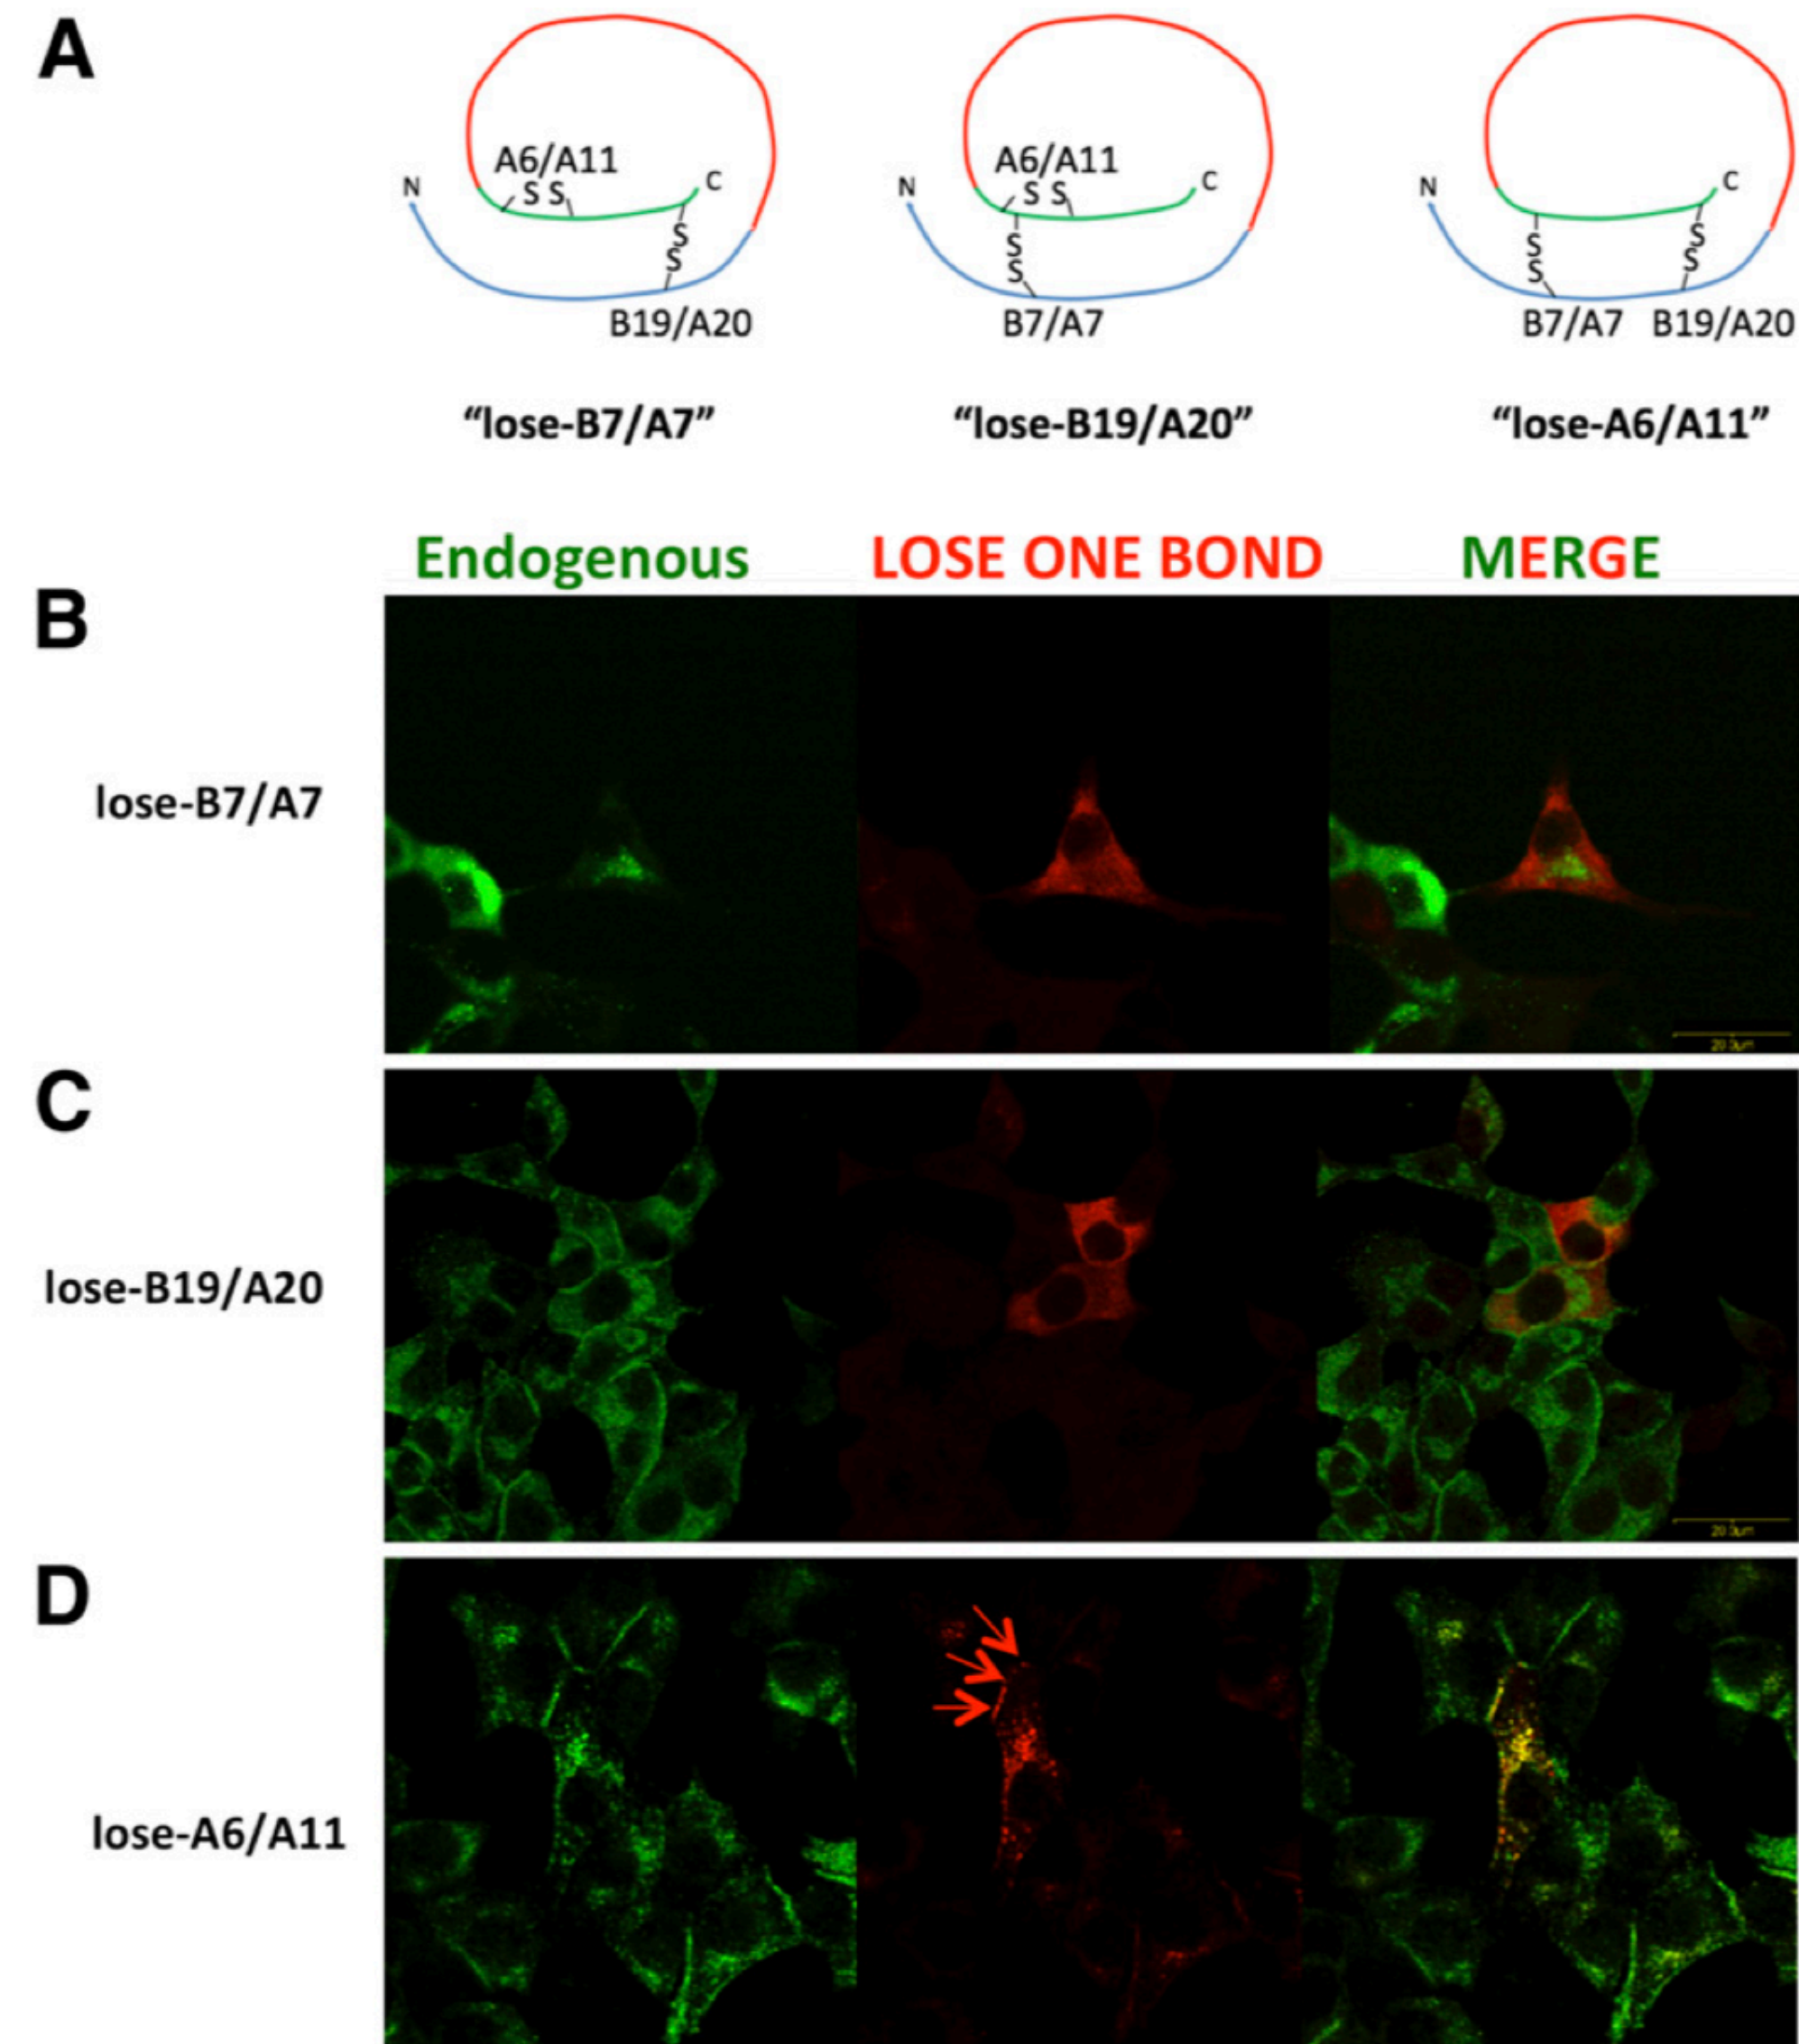 A
A6/A11
S S
N
C
S
S
B19/A20
"lose-B7/A7"
A6/A11
S S
N
C
S
S
B7/A7
"lose-B19/A20"
N
C
S
S
S
S
B7/A7 B19/A20
"lose-A6/A11"
Endogenous LOSE ONE BOND MERGE
B
lose-B7/A7
C
lose-B19/A20
D
lose-A6/A11